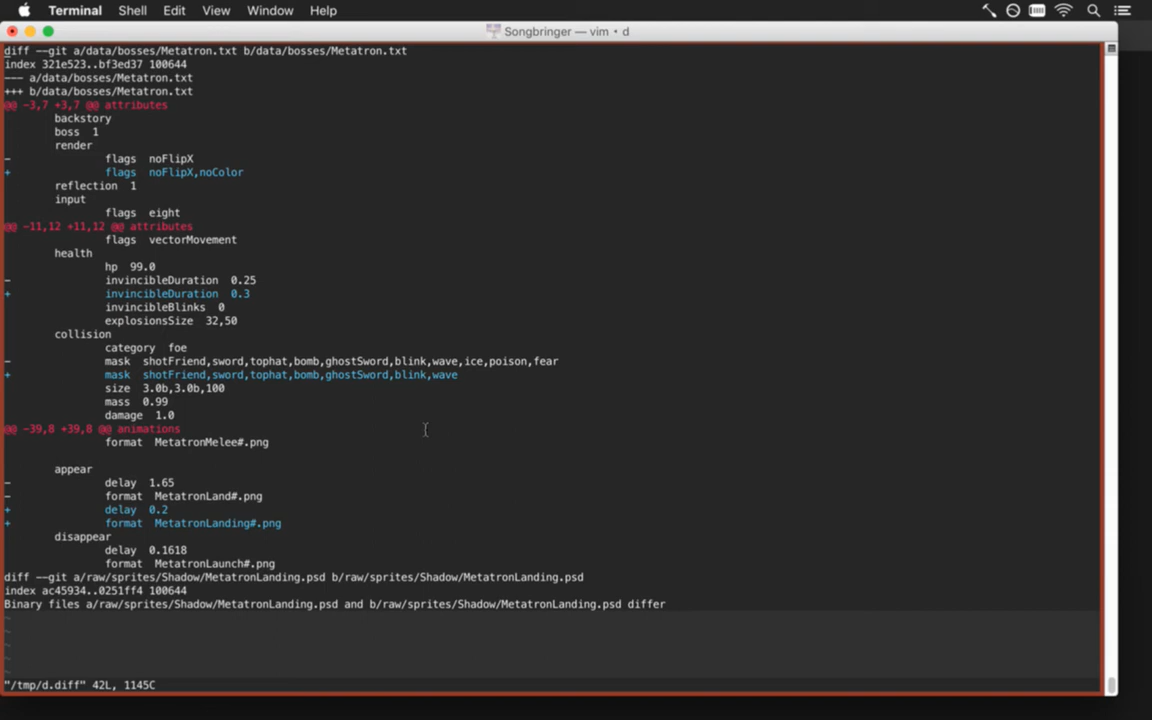 Terminal Shell Edit View Window Help
Songbringer — vim • d
diff --git a/data/bosses/Metatron.txt b/data/bosses/Metatron.txt
index 321e523..bf3ed37 100644
--- a/data/bosses/Metatron.txt
+++ b/data/bosses/Metatron.txt
@@ -3,7 +3,7 @@ attributes
backstory
boss 1
render
- flags noFlipX
+ flags noFlipX,noColor
reflection 1
input
flags eight
@@ -11,12 +11,12 @@ attributes
flags vectorMovement
health
hp 99.0
- invincibleDuration 0.25
+ invincibleDuration 0.3
invincibleBlinks 0
explosionsSize 32,50
collision
category foe
- mask shotFriend,sword,tophat,bomb,ghostSword,blink,wave,ice,poison,fear
+ mask shotFriend,sword,tophat,bomb,ghostSword,blink,wave
size 3.0b,3.0b,100
mass 0.99
damage 1.0
@@ -39,8 +39,8 @@ animations
format MetatronMelee#.png
appear
- delay 1.65
- format MetatronLand#.png
+ delay 0.2
+ format MetatronLanding#.png
disappear
delay 0.1618
format MetatronLaunch#.png
diff --git a/raw/sprites/Shadow/MetatronLanding.psd b/raw/sprites/Shadow/MetatronLanding.psd
index ac45934..0251ff4 100644
Binary files a/raw/sprites/Shadow/MetatronLanding.psd and b/raw/sprites/Shadow/MetatronLanding.psd differ
~
~
~
~
~
"/tmp/d.diff" 42L, 1145C